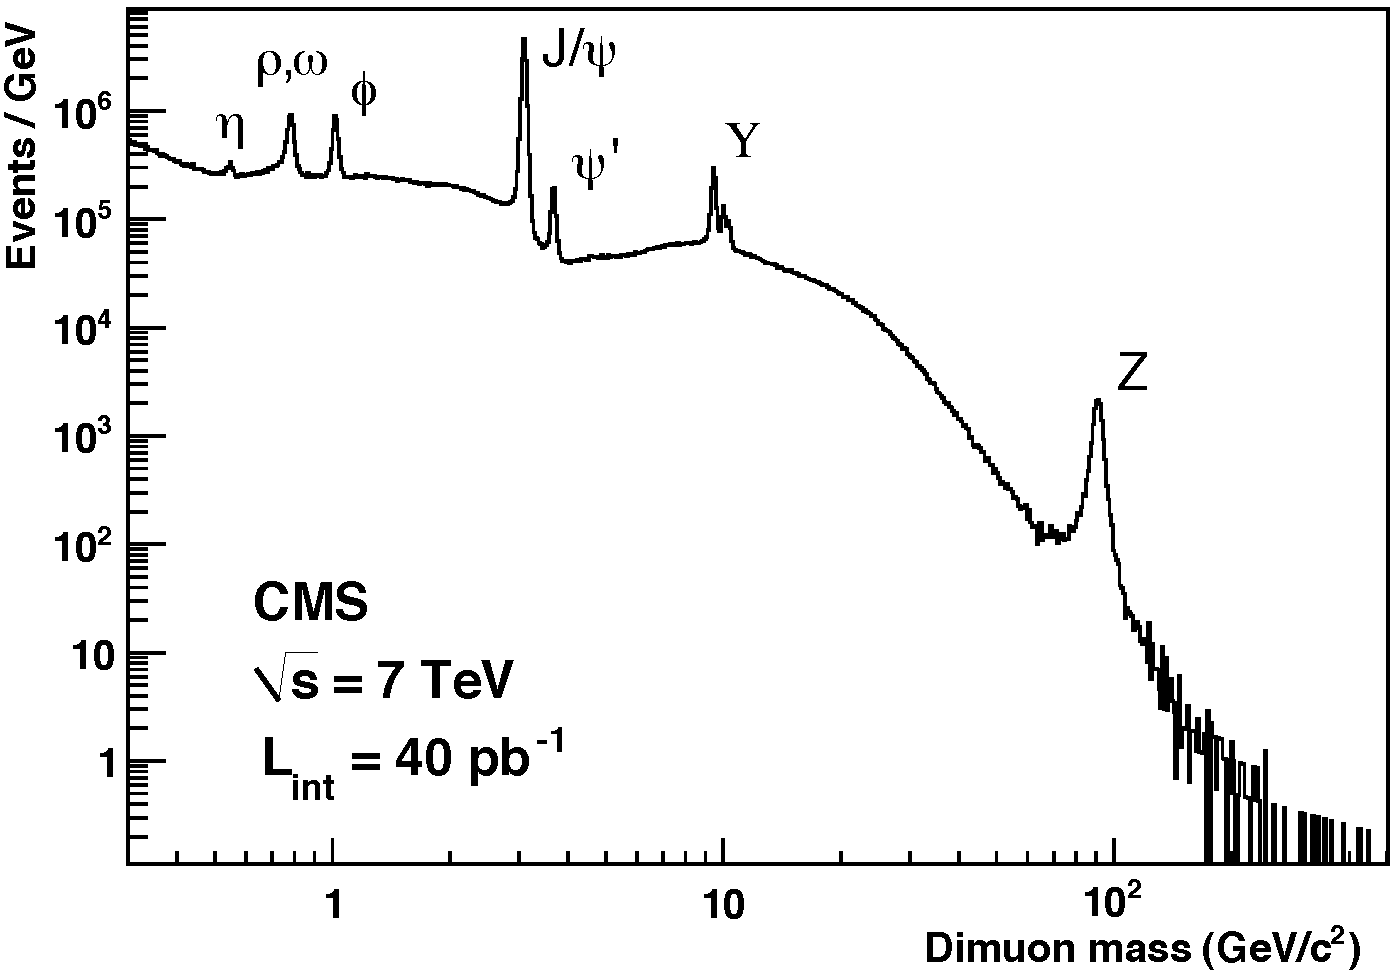 Events / GeV
10⁶
10⁵
10⁴
10³
10²
10
1
η
ρ,ω
ϕ
J/ψ
ψ'
Υ
Z
CMS
√s = 7 TeV
Lint = 40 pb⁻¹
1
10
10²
Dimuon mass (GeV/c²)